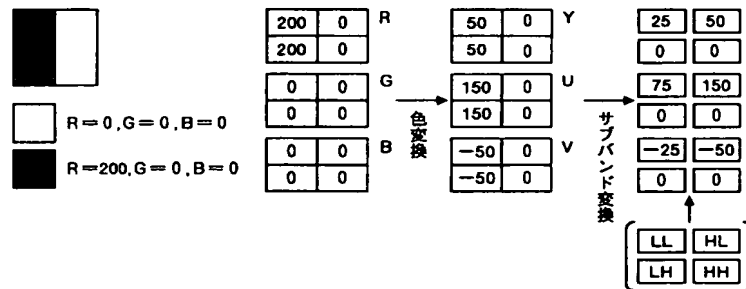 200 0 R
200 0
0 0 G
0 0
0 0 B
0 0
R=0,G=0,B=0
R=200,G=0,B=0
色変換
50 0 Y
50 0
150 0 U
150 0
−50 0 V
−50 0
サブバンド変換
25 50
0 0
75 150
0 0
−25 −50
0 0
LL HL
LH HH